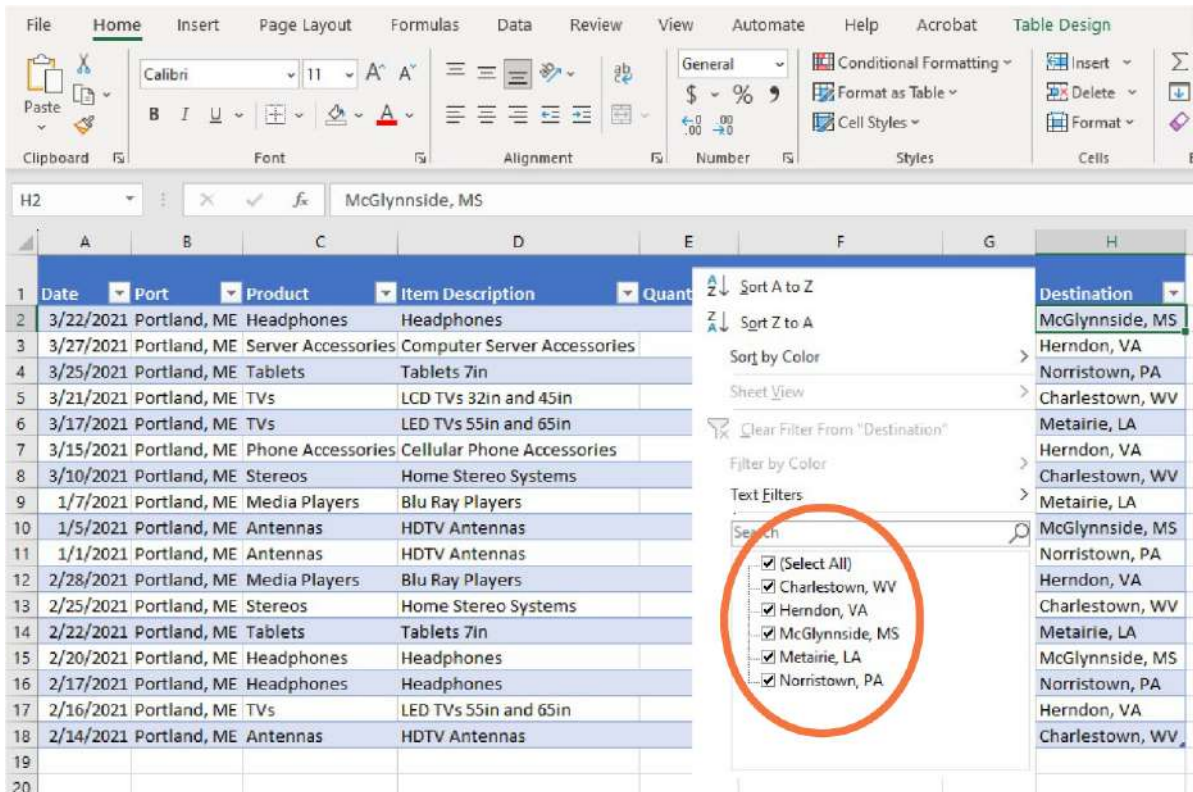 File Home Insert Page Layout Formulas Data Review View Automate Help Acrobat Table Design
Paste
Calibri 11 A^ A˅
B I U A
ab
General
$ % 9
.00 .00
Conditional Formatting
Format as Table
Cell Styles
Insert
Delete
Format
Σ
Clipboard Font Alignment Number Styles Cells
H2 fx McGlynnside, MS
A B C D E F G H
1 Date Port Product Item Description Quant Destination
2 3/22/2021 Portland, ME Headphones Headphones McGlynnside, MS
3 3/27/2021 Portland, ME Server Accessories Computer Server Accessories Herndon, VA
4 3/25/2021 Portland, ME Tablets Tablets 7in Norristown, PA
5 3/21/2021 Portland, ME TVs LCD TVs 32in and 45in Charlestown, WV
6 3/17/2021 Portland, ME TVs LED TVs 55in and 65in Metairie, LA
7 3/15/2021 Portland, ME Phone Accessories Cellular Phone Accessories Herndon, VA
8 3/10/2021 Portland, ME Stereos Home Stereo Systems Charlestown, WV
9 1/7/2021 Portland, ME Media Players Blu Ray Players Metairie, LA
10 1/5/2021 Portland, ME Antennas HDTV Antennas McGlynnside, MS
11 1/1/2021 Portland, ME Antennas HDTV Antennas Norristown, PA
12 2/28/2021 Portland, ME Media Players Blu Ray Players Herndon, VA
13 2/25/2021 Portland, ME Stereos Home Stereo Systems Charlestown, WV
14 2/22/2021 Portland, ME Tablets Tablets 7in Metairie, LA
15 2/20/2021 Portland, ME Headphones Headphones McGlynnside, MS
16 2/17/2021 Portland, ME Headphones Headphones Norristown, PA
17 2/16/2021 Portland, ME TVs LED TVs 55in and 65in Herndon, VA
18 2/14/2021 Portland, ME Antennas HDTV Antennas Charlestown, WV
19
20
Sort A to Z
Sort Z to A
Sort by Color
Sheet View
Clear Filter From "Destination"
Filter by Color
Text Filters
Search
(Select All)
Charlestown, WV
Herndon, VA
McGlynnside, MS
Metairie, LA
Norristown, PA